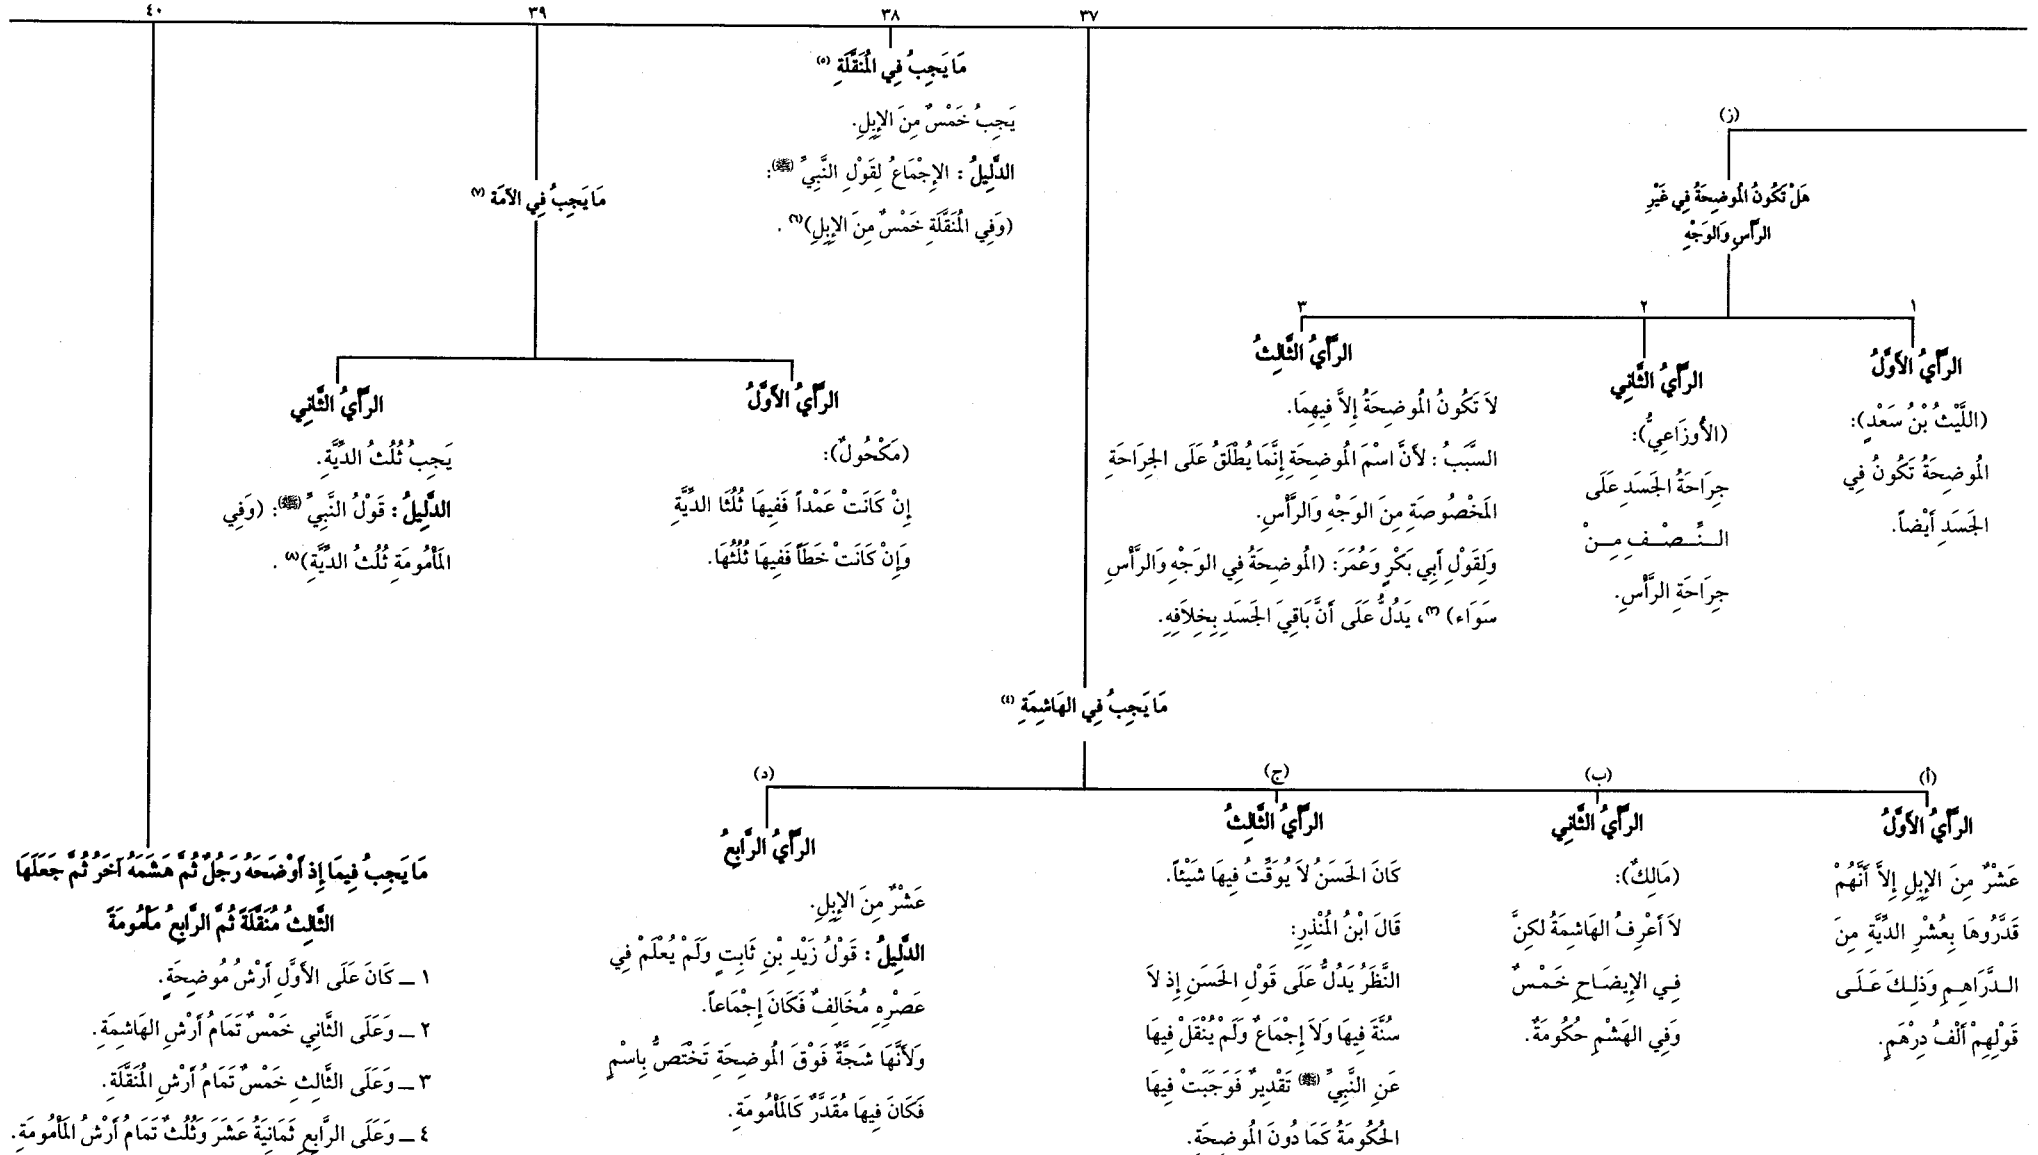 ٣٧
٣٨
٣٩
٤٠
(ز)
هَلْ تَكُونُ المُوضِحَةُ فِي غَيْرِ
الرَّأْسِ وَالوَجْهِ
١
الرَّأْيُ الأَوَّلُ
(اللَّيْثُ بْنُ سَعْدٍ):
المُوضِحَةُ تَكُونُ فِي
الجَسَدِ أَيْضاً.
٢
الرَّأْيُ الثَّانِي
(الأَوزَاعِيُّ):
جِرَاحَةُ الجَسَدِ عَلَى
النِّصْفِ مِنْ
جِرَاحَةِ الرَّأْسِ.
٣
الرَّأْيُ الثَّالِثُ
لاَ تَكُونُ المُوضِحَةُ إِلاَّ فِيهِمَا.
السَّبَبُ : لأَنَّ اسْمَ المُوضِحَةِ إِنَّمَا يُطْلَقُ عَلَى الجِرَاحَةِ
المَخْصُوصَةِ مِنَ الوَجْهِ وَالرَّأْسِ.
وَلِقَوْلِ أَبِي بَكْرٍ وَعُمَرَ: (المُوضِحَةُ فِي الوَجْهِ وَالرَّأْسِ
سَوَاء) (٣)، يَدُلُّ عَلَى أَنَّ بَاقِيَ الجَسَدِ بِخِلاَفِهِ.
مَا يَجِبُ فِي الهَاشِمَةِ (٤)
(أ)
الرَّأْيُ الأَوَّلُ
عَشْرٌ مِنَ الإِبِلِ إِلاَّ أَنَّهُمْ
قَدَّرُوهَا بِعُشْرِ الدِّيَّةِ مِنَ
الدَّرَاهِمِ وَذلِكَ عَلَى
قَوْلِهِمْ أَلْفُ دِرْهَمٍ.
(ب)
الرَّأْيُ الثَّانِي
(مَالِكٌ):
لاَ أَعْرِفُ الهَاشِمَةُ لكِنَّ
فِي الإِيضَاحِ خَمْسٌ
وَفِي الهَشْمِ حُكُومَةٌ.
(ج)
الرَّأْيُ الثَّالِثُ
كَانَ الحَسَنُ لاَ يُوَقِّتُ فِيهَا شَيْئاً.
قَالَ ابْنُ المُنْذِرِ:
النَّظَرُ يَدُلُّ عَلَى قَوْلِ الحَسَنِ إِذ لاَ
سُنَّةَ فِيهَا وَلاَ إِجْمَاعٌ وَلَمْ يُنْقَلْ فِيهَا
عَنِ النَّبِيِّ (ﷺ) تَقْدِيرٌ فَوَجَبَتْ فِيهَا
الحُكُومَةُ كَمَا دُونَ المُوضِحَةِ.
(د)
الرَّأْيُ الرَّابِعُ
عَشْرٌ مِنَ الإِبِلِ.
الدَّلِيلُ : قَوْلُ زَيْدِ بْنِ ثَابِتٍ وَلَمْ يُعْلَمْ فِي
عَصْرِهِ مُخَالِفٌ فَكَانَ إِجْمَاعاً.
وَلأَنَّهَا شَجَّةٌ فَوْقَ المُوضِحَةِ تَخْتَصُّ بِاسْمٍ
فَكَانَ فِيهَا مُقَدَّرٌ كَالمَأْمُومَةِ.
مَا يَجِبُ فِي المُنَقَّلَةِ (٥)
يَجِبُ خَمْسٌ مِنَ الإِبِلِ.
الدَّلِيلُ : الإِجْمَاعُ لِقَوْلِ النَّبِيِّ (ﷺ):
(وَفِي المُنَقَّلَةِ خَمْسٌ مِنَ الإِبِلِ)(٦) .
مَا يَجِبُ فِي الآمَة (٧)
الرَّأْيُ الأَوَّلُ
(مَكْحُولٌ):
إِنْ كَانَتْ عَمْداً فَفِيهَا ثُلُثَا الدِّيَّةِ
وَإِنْ كَانَتْ خَطَأً فَفِيهَا ثُلُثُهَا.
الرَّأْيُ الثَّانِي
يَجِبُ ثُلُثُ الدِّيَّةِ.
الدَّلِيلُ : قَوْلُ النَّبِيِّ (ﷺ): (وَفِي
المَأْمُومَةِ ثُلُثُ الدِّيَّةِ)(٨) .
مَا يَجِبُ فِيمَا إِذ أَوْضَحَهُ رَجُلٌ ثُمَّ هَشَمَهُ آخَرُ ثُمَّ جَعَلَهَا
الثَّالِثُ مُنَقَّلَةً ثُمَّ الرَّابِعِ مَأْمُومَةً
١ ـ كَانَ عَلَى الأَوَّلِ أَرْشُ مُوضِحَةٍ.
٢ ـ وَعَلَى الثَّانِي خَمْسٌ تَمَامُ أَرْشِ الهَاشِمَةِ.
٣ ـ وَعَلَى الثَّالِثِ خَمْسٌ تَمَامُ أَرْشِ المُنَقَّلَةِ.
٤ ـ وَعَلَى الرَّابِعِ ثَمَانِيَةُ عَشَرَ وَثُلُثٌ تَمَامُ أَرْشُ المَأْمُومَةِ.